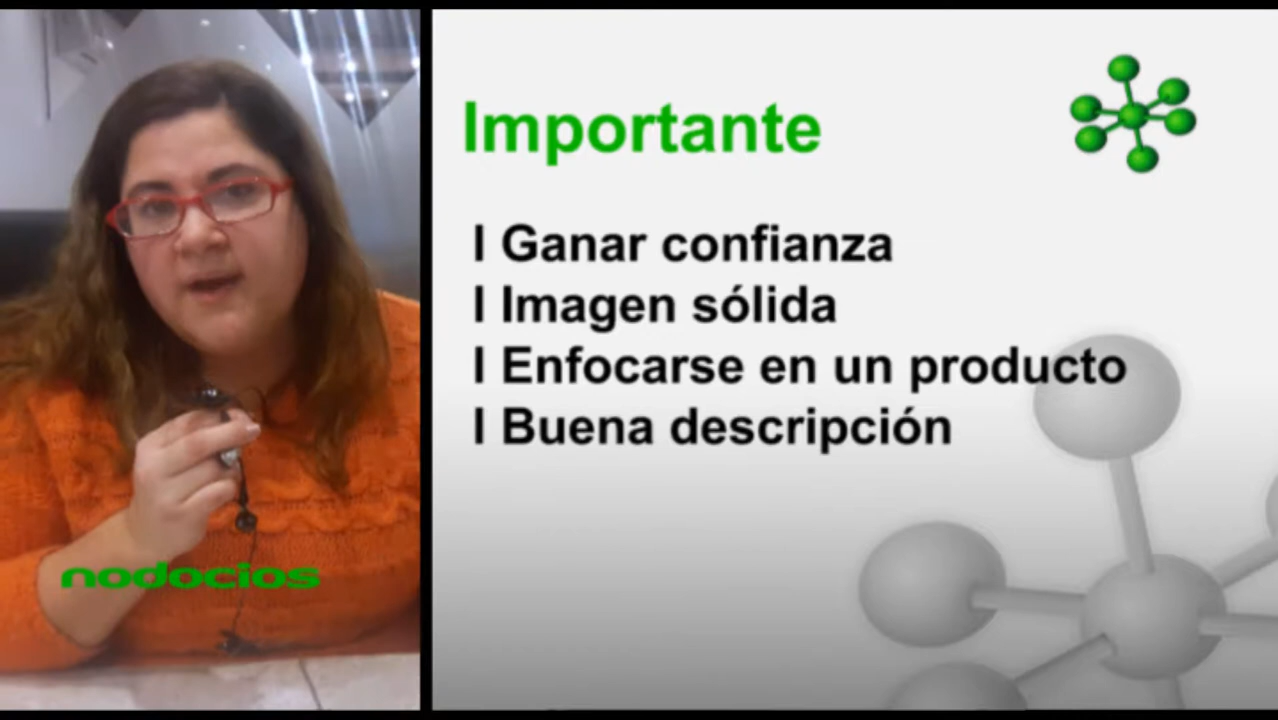 Importante
| Ganar confianza
| Imagen sólida
| Enfocarse en un producto
| Buena descripción
nodocios